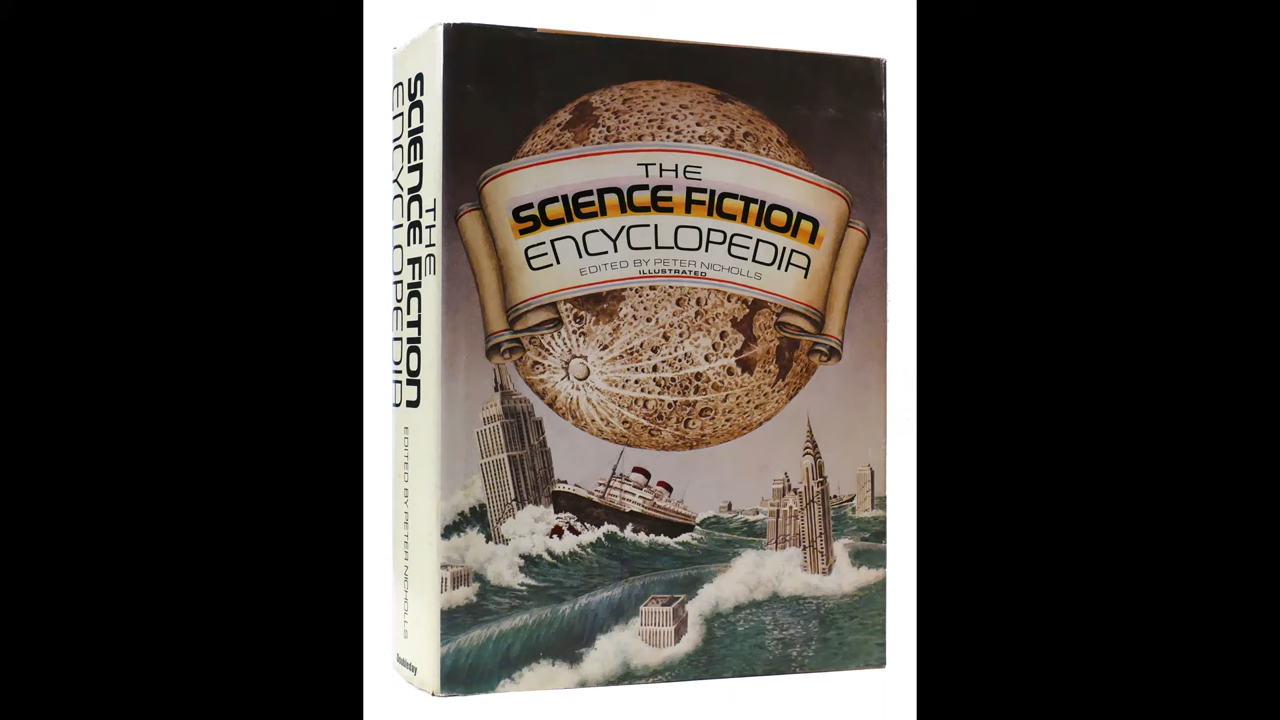 THE
SCIENCE FICTION
ENCYCLOPEDIA
EDITED BY PETER NICHOLLS
ILLUSTRATED
THE
SCIENCE FICTION
ENCYCLOPEDIA
EDITED BY PETER NICHOLLS
Doubleday